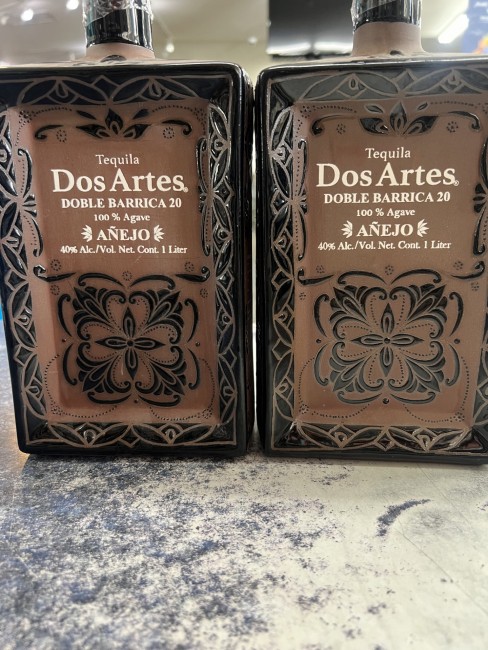 Tequila
Dos Artes®
DOBLE BARRICA 20
100 % Agave
AÑEJO
40% Alc./Vol. Net. Cont. 1 Liter
Tequila
Dos Artes®
DOBLE BARRICA 20
100 % Agave
AÑEJO
40% Alc./Vol. Net. Cont. 1 Liter